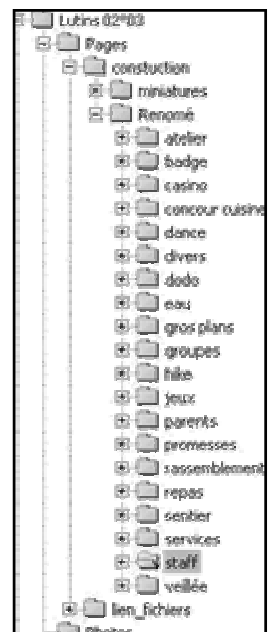 Lutins 02-03
Pages
constuction
miniatures
Renomé
atelier
badge
casino
concour cuisine
dance
divers
dodo
eau
gros plans
groupes
hike
jeux
parents
promesses
rassemblement
repas
sentier
services
staff
veillée
lien_fichiers
Photos